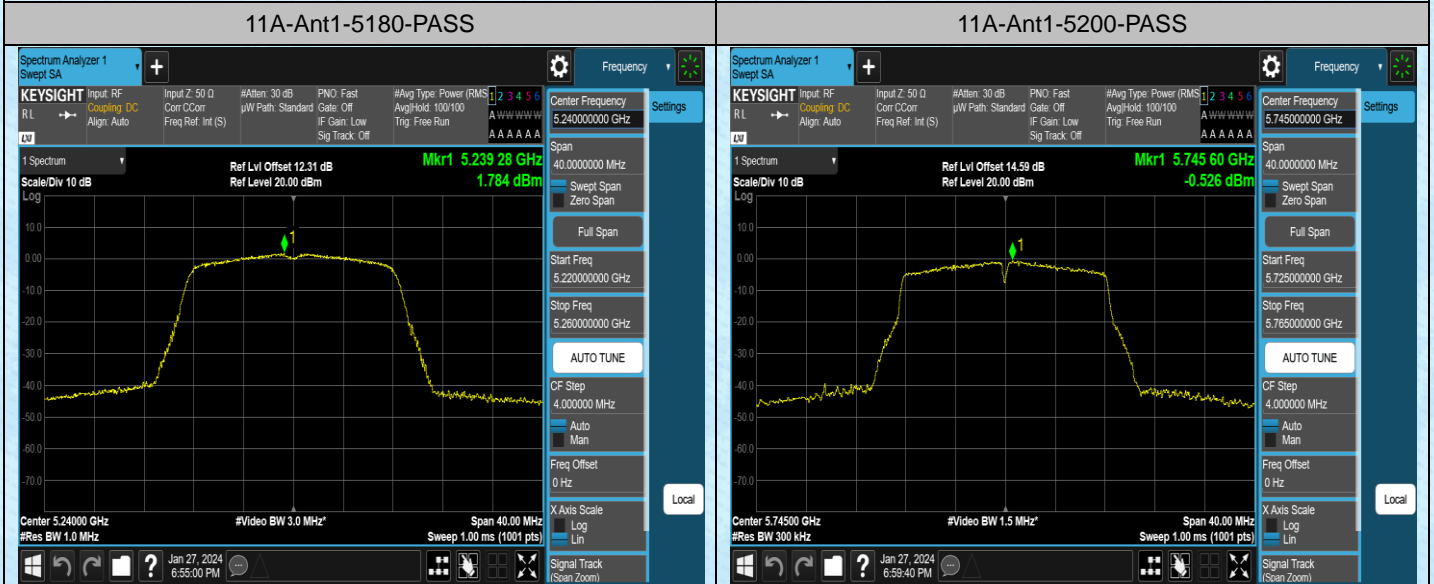 11A-Ant1-5180-PASS
Spectrum Analyzer 1
Swept SA
+
Frequency
KEYSIGHT
RL
LXI
Input: RF
Coupling: DC
Align: Auto
Input Z: 50 Ω
Corr CCorr
Freq Ref: Int (S)
#Atten: 30 dB
µW Path: Standard
PNO: Fast
Gate: Off
IF Gain: Low
Sig Track: Off
#Avg Type: Power (RMS
Avg|Hold: 100/100
Trig: Free Run
1 2 3 4 5 6
A W W W W W
A A A A A A
Center Frequency
5.240000000 GHz
Settings
Span
40.0000000 MHz
Swept Span
Zero Span
Full Span
Start Freq
5.220000000 GHz
Stop Freq
5.260000000 GHz
AUTO TUNE
CF Step
4.000000 MHz
Auto
Man
Freq Offset
0 Hz
X Axis Scale
Log
Lin
Signal Track
(Span Zoom)
Local
1 Spectrum
Scale/Div 10 dB
Log
Ref Lvl Offset 12.31 dB
Ref Level 20.00 dBm
Mkr1 5.239 28 GHz
1.784 dBm
1
10.0
0.00
-10.0
-20.0
-30.0
-40.0
-50.0
-60.0
-70.0
Center 5.24000 GHz
#Res BW 1.0 MHz
#Video BW 3.0 MHz*
Span 40.00 MHz
Sweep 1.00 ms (1001 pts)
?
Jan 27, 2024
6:55:00 PM
11A-Ant1-5200-PASS
Spectrum Analyzer 1
Swept SA
+
Frequency
KEYSIGHT
RL
LXI
Input: RF
Coupling: DC
Align: Auto
Input Z: 50 Ω
Corr CCorr
Freq Ref: Int (S)
#Atten: 30 dB
µW Path: Standard
PNO: Fast
Gate: Off
IF Gain: Low
Sig Track: Off
#Avg Type: Power (RMS
Avg|Hold: 100/100
Trig: Free Run
1 2 3 4 5 6
A W W W W W
A A A A A A
Center Frequency
5.745000000 GHz
Settings
Span
40.0000000 MHz
Swept Span
Zero Span
Full Span
Start Freq
5.725000000 GHz
Stop Freq
5.765000000 GHz
AUTO TUNE
CF Step
4.000000 MHz
Auto
Man
Freq Offset
0 Hz
X Axis Scale
Log
Lin
Signal Track
(Span Zoom)
Local
1 Spectrum
Scale/Div 10 dB
Log
Ref Lvl Offset 14.59 dB
Ref Level 20.00 dBm
Mkr1 5.745 60 GHz
-0.526 dBm
1
10.0
0.00
-10.0
-20.0
-30.0
-40.0
-50.0
-60.0
-70.0
Center 5.74500 GHz
#Res BW 300 kHz
#Video BW 1.5 MHz*
Span 40.00 MHz
Sweep 1.00 ms (1001 pts)
?
Jan 27, 2024
6:59:40 PM